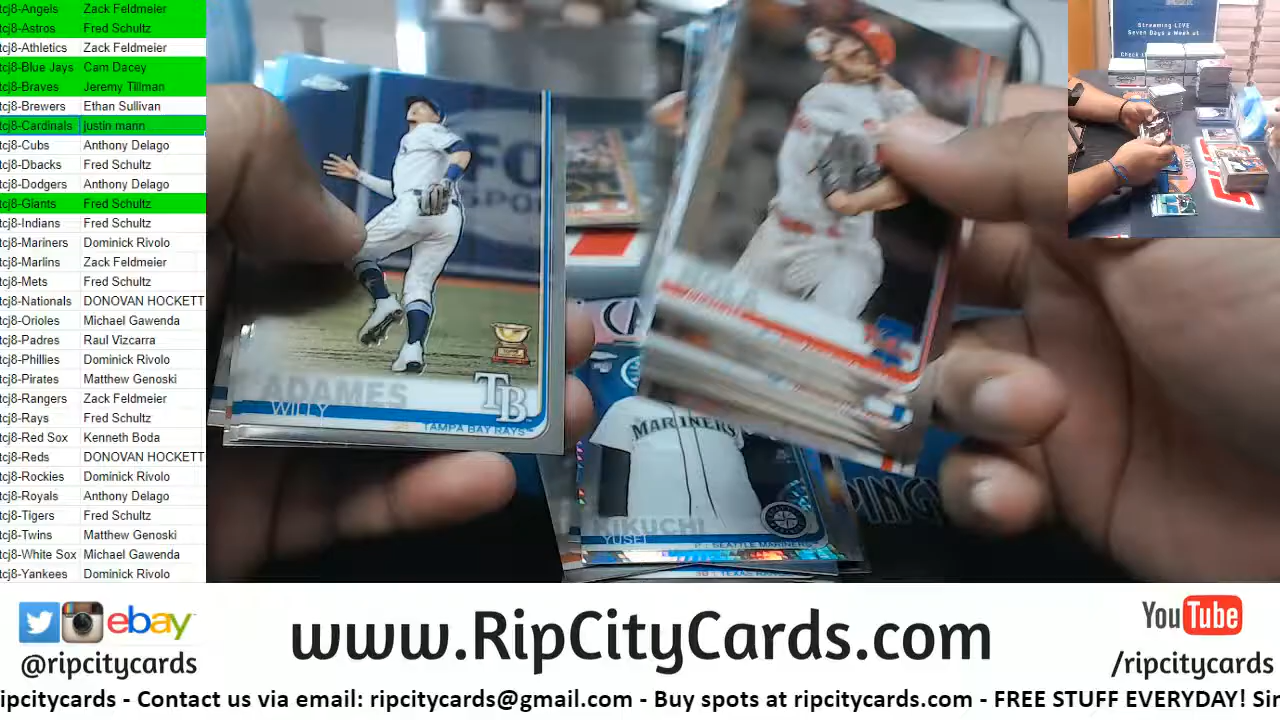 tcj8-Angels Zack Feldmeier
tcj8-Astros Fred Schultz
tcj8-Athletics Zack Feldmeier
tcj8-Blue Jays Cam Dacey
tcj8-Braves Jeremy Tillman
tcj8-Brewers Ethan Sullivan
tcj8-Cardinals justin mann
tcj8-Cubs Anthony Delago
tcj8-Dbacks Fred Schultz
tcj8-Dodgers Anthony Delago
tcj8-Giants Fred Schultz
tcj8-Indians Fred Schultz
tcj8-Mariners Dominick Rivolo
tcj8-Marlins Zack Feldmeier
tcj8-Mets Fred Schultz
tcj8-Nationals DONOVAN HOCKETT
tcj8-Orioles Michael Gawenda
tcj8-Padres Raul Vizcarra
tcj8-Phillies Dominick Rivolo
tcj8-Pirates Matthew Genoski
tcj8-Rangers Zack Feldmeier
tcj8-Rays Fred Schultz
tcj8-Red Sox Kenneth Boda
tcj8-Reds DONOVAN HOCKETT
tcj8-Rockies Dominick Rivolo
tcj8-Royals Anthony Delago
tcj8-Tigers Fred Schultz
tcj8-Twins Matthew Genoski
tcj8-White Sox Michael Gawenda
tcj8-Yankees Dominick Rivolo
ADAMES
WILLY
TB
TAMPA BAY RAYS
MARINERS
KIKUCHI
YUSEI
SEATTLE MARINERS
Streaming LIVE
Seven Days a Week at
ebay
@ripcitycards
www.RipCityCards.com
YouTube
/ripcitycards
ripcitycards - Contact us via email: ripcitycards@gmail.com - Buy spots at ripcitycards.com - FREE STUFF EVERYDAY! Sin